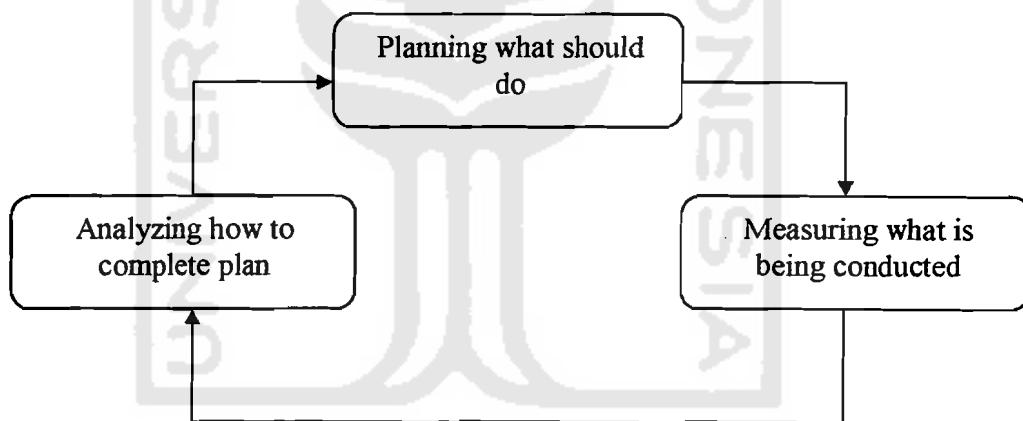 Planning what should
do
Analyzing how to
complete plan
Measuring what is
being conducted